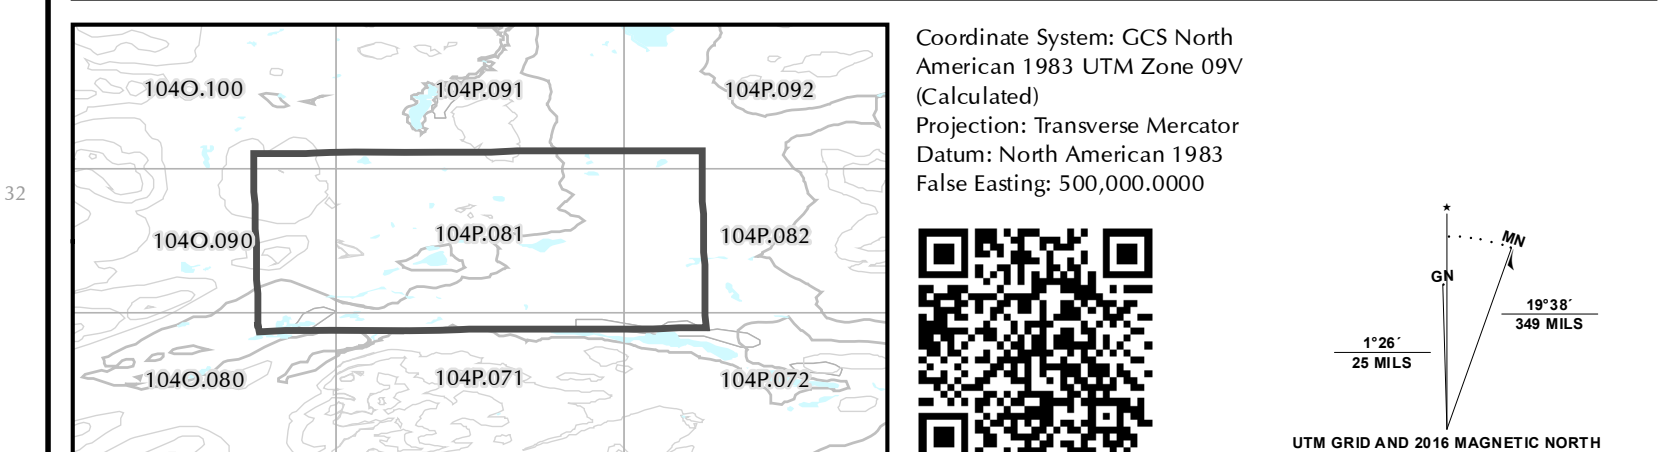 32
104O.100
104P.091
104P.092
104O.090
104P.081
104P.082
104O.080
104P.071
104P.072
Coordinate System: GCS North
American 1983 UTM Zone 09V
(Calculated)
Projection: Transverse Mercator
Datum: North American 1983
False Easting: 500,000.0000
MN
GN
19°38´
349 MILS
1°26´
25 MILS
UTM GRID AND 2016 MAGNETIC NORTH